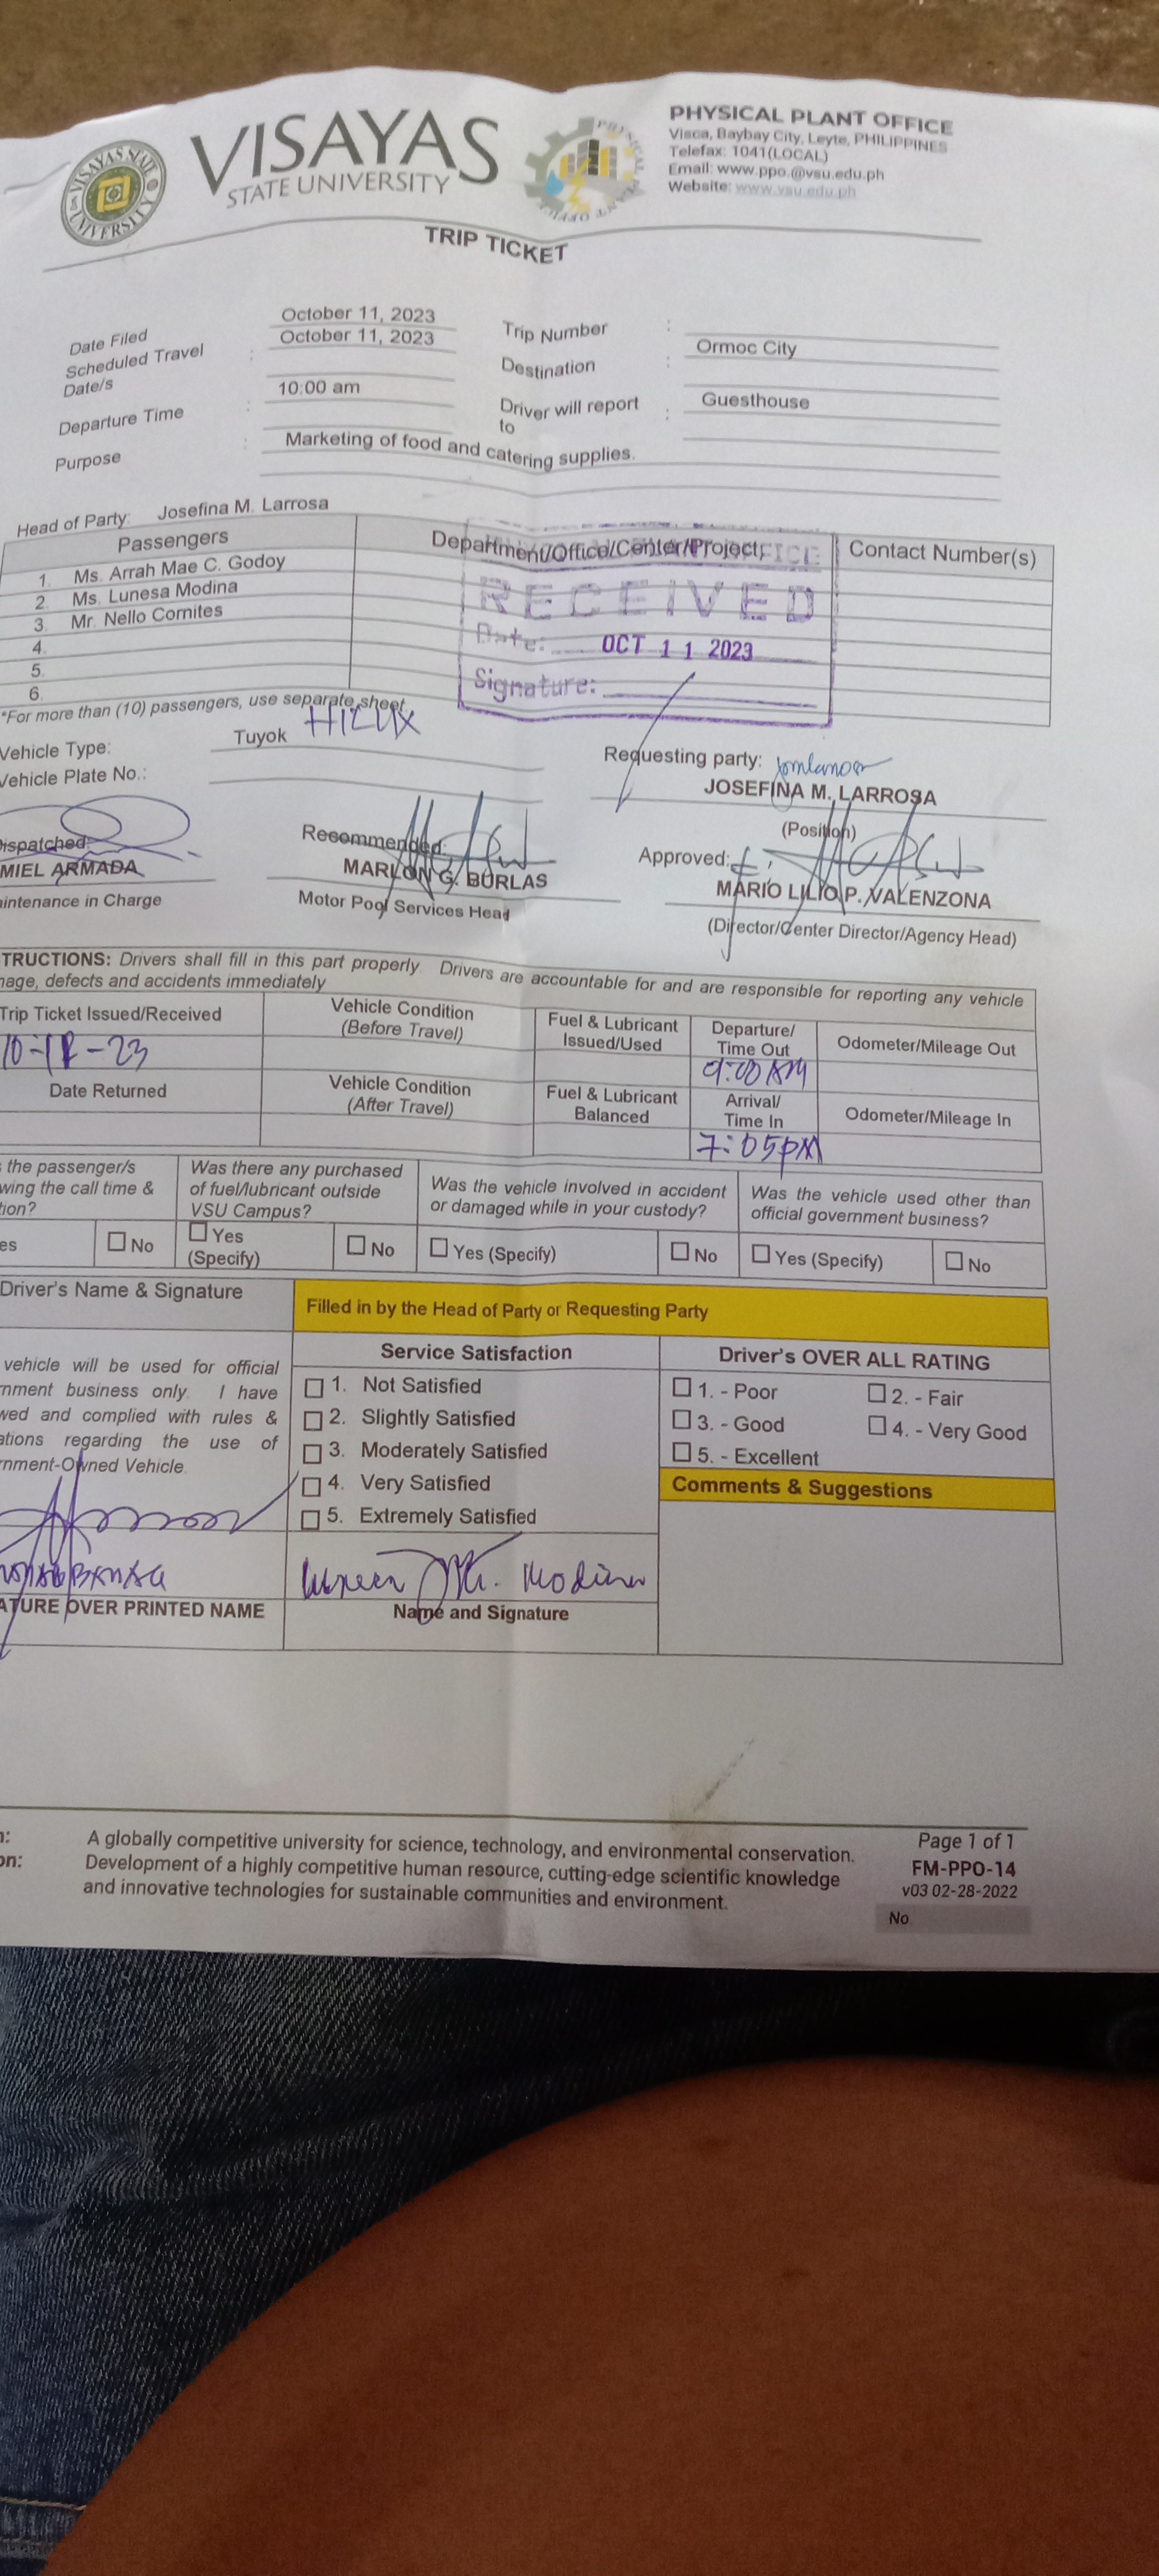 VISAYAS
STATE UNIVERSITY
VISAYAS STATE UNIVERSITY
PHYSICAL PLANT OFFICE
Visca, Baybay City, Leyte, PHILIPPINES
Telefax: 1041(LOCAL)
Email: www.ppo.@vsu.edu.ph
Website: www.vsu.edu.ph
TRIP TICKET
Date Filed October 11, 2023 Trip Number :
Scheduled Travel Date/s : October 11, 2023 Destination : Ormoc City
Departure Time : 10:00 am Driver will report to : Guesthouse
Purpose : Marketing of food and catering supplies.
Head of Party: Josefina M. Larrosa
Passengers Department/Office/Center/Project Contact Number(s)
1. Ms. Arrah Mae C. Godoy
2. Ms. Lunesa Modina
3. Mr. Nello Cornites
4.
5.
6.
RECEIVED
Date: OCT 11 2023
Signature:
*For more than (10) passengers, use separate sheet
Vehicle Type: Tuyok HILUX
Vehicle Plate No.:
Requesting party:
JOSEFINA M. LARROSA
(Position)
ispatched: Recommended: Approved:
MIEL ARMADA MARLON G. BURLAS MARIO LILIO P. VALENZONA
intenance in Charge Motor Pool Services Head (Director/Center Director/Agency Head)
TRUCTIONS: Drivers shall fill in this part properly. Drivers are accountable for and are responsible for reporting any vehicle
nage, defects and accidents immediately
Trip Ticket Issued/Received Vehicle Condition (Before Travel) Fuel & Lubricant Issued/Used Departure/ Time Out Odometer/Mileage Out
9:00 AM
Date Returned Vehicle Condition (After Travel) Fuel & Lubricant Balanced Arrival/ Time In Odometer/Mileage In
7:05PM
the passenger/s
wing the call time &
tion?
Was there any purchased
of fuel/lubricant outside
VSU Campus?
Was the vehicle involved in accident
or damaged while in your custody?
Was the vehicle used other than
official government business?
es No Yes (Specify) No Yes (Specify) No Yes (Specify) No
Driver's Name & Signature Filled in by the Head of Party or Requesting Party
vehicle will be used for official
rnment business only. I have
wed and complied with rules &
ations regarding the use of
rnment-Owned Vehicle.
Service Satisfaction
1. Not Satisfied
2. Slightly Satisfied
3. Moderately Satisfied
4. Very Satisfied
5. Extremely Satisfied
Driver's OVER ALL RATING
1. - Poor 2. - Fair
3. - Good 4. - Very Good
5. - Excellent
Comments & Suggestions
Modina
ATURE OVER PRINTED NAME Name and Signature
n: A globally competitive university for science, technology, and environmental conservation.
on: Development of a highly competitive human resource, cutting-edge scientific knowledge
and innovative technologies for sustainable communities and environment.
Page 1 of 1
FM-PPO-14
v03 02-28-2022
No